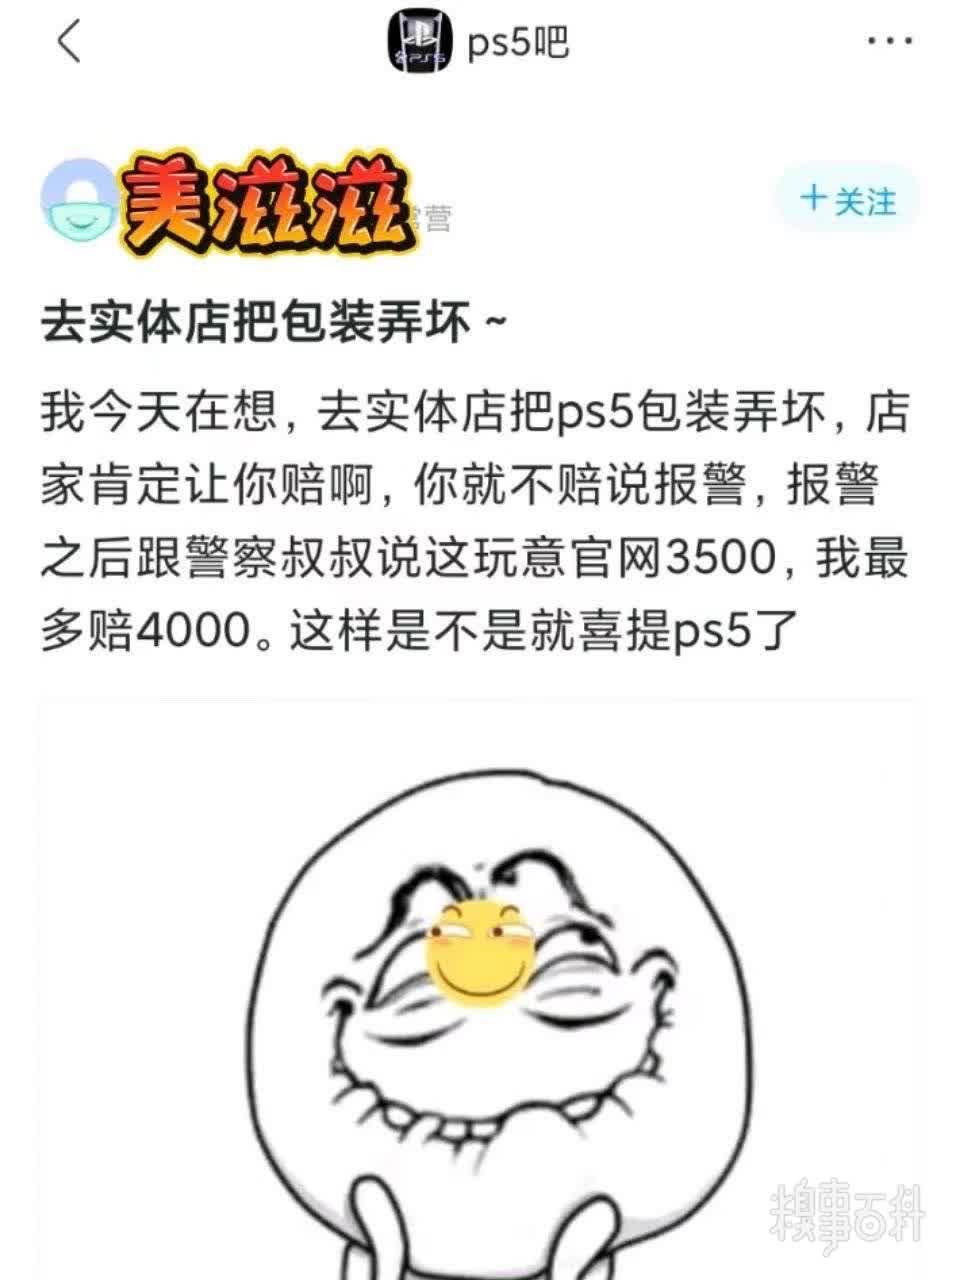 ps5吧
美滋滋
营
+关注
去实体店把包装弄坏~
我今天在想,去实体店把ps5包装弄坏,店
家肯定让你赔啊,你就不赔说报警,报警
之后跟警察叔叔说这玩意官网3500,我最
多赔4000。这样是不是就喜提ps5了
糗事百科